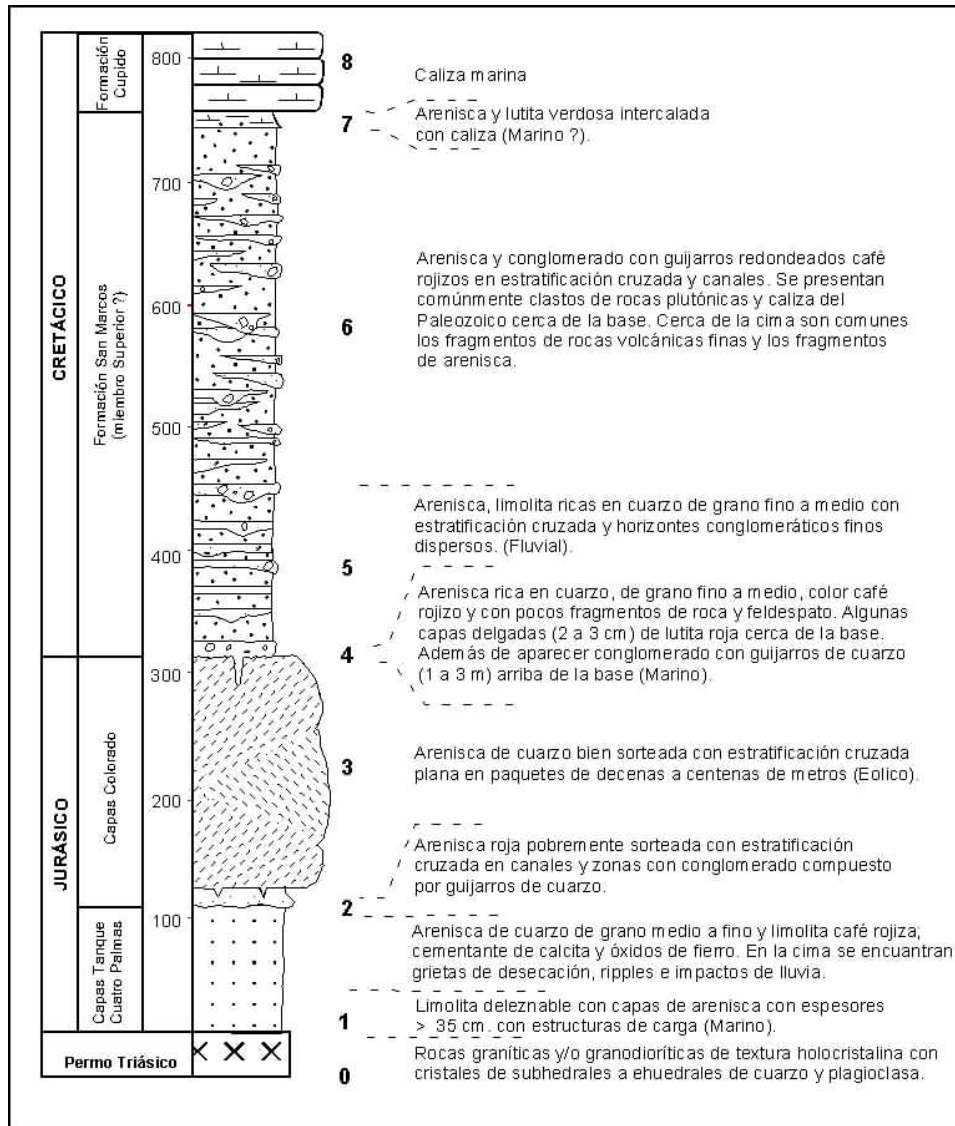 CRETÁCICO
JURÁSICO
Formación
Cupido
Formación San Marcos
(miembro Superior ?)
Capas Colorado
Capas Tanque
Cuatro Palmas
Permo Triásico
800
700
600
500
400
300
200
100
8
Caliza marina
7
Arenisca y lutita verdosa intercalada
con caliza (Marino ?).
6
Arenisca y conglomerado con guijarros redondeados café
rojizos en estratificación cruzada y canales. Se presentan
comúnmente clastos de rocas plutónicas y caliza del
Paleozoico cerca de la base. Cerca de la cima son comunes
los fragmentos de rocas volcánicas finas y los fragmentos
de arenisca.
5
Arenisca, limolita ricas en cuarzo de grano fino a medio con
estratificación cruzada y horizontes conglomeráticos finos
dispersos. (Fluvial).
4
Arenisca rica en cuarzo, de grano fino a medio, color café
rojizo y con pocos fragmentos de roca y feldespato. Algunas
capas delgadas (2 a 3 cm) de lutita roja cerca de la base.
Además de aparecer conglomerado con guijarros de cuarzo
(1 a 3 m) arriba de la base (Marino).
3
Arenisca de cuarzo bien sorteada con estratificación cruzada
plana en paquetes de decenas a centenas de metros (Eolico).
2
Arenisca roja pobremente sorteada con estratificación
cruzada en canales y zonas con conglomerado compuesto
por guijarros de cuarzo.
Arenisca de cuarzo de grano medio a fino y limolita café rojiza;
cementante de calcita y óxidos de fierro. En la cima se encuantran
grietas de desecación, ripples e impactos de lluvia.
1
Limolita deleznable con capas de arenisca con espesores
> 35 cm. con estructuras de carga (Marino).
0
Rocas graníticas y/o granodioríticas de textura holocristalina con
cristales de subhedrales a ehuedrales de cuarzo y plagioclasa.